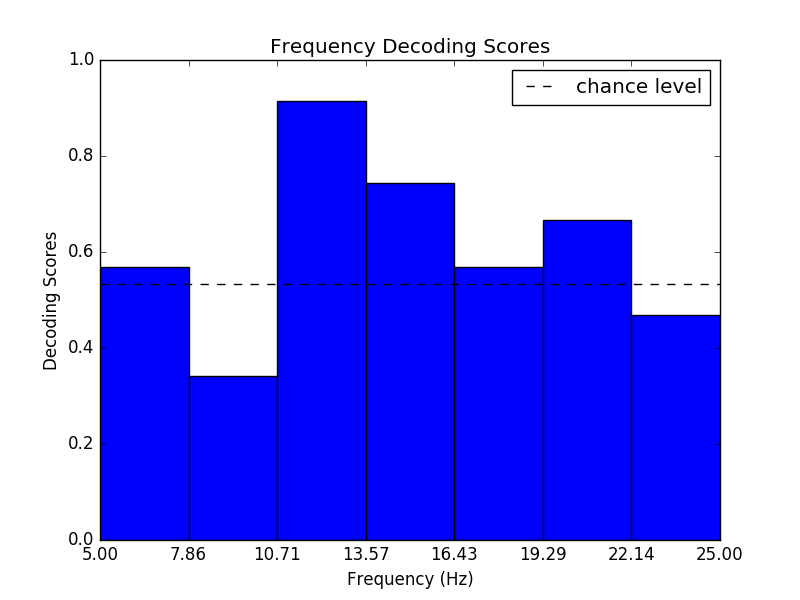 Frequency Decoding Scores
chance level
1.0
0.8
0.6
0.4
0.2
0.0
Decoding Scores
5.00 7.86 10.71 13.57 16.43 19.29 22.14 25.00
Frequency (Hz)